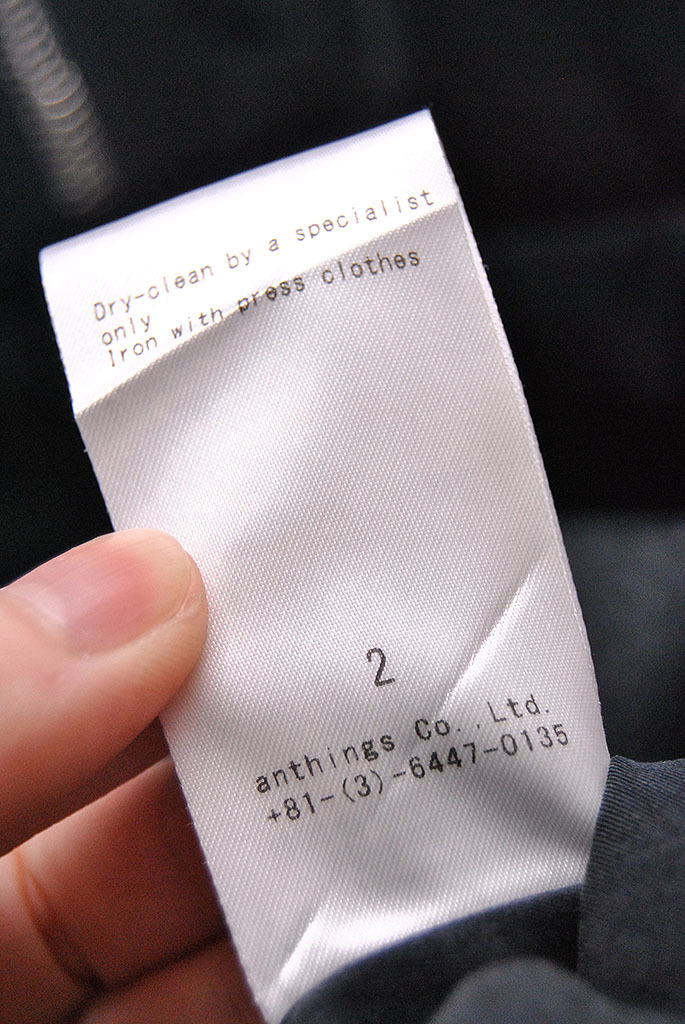 Dry-clean by a specialist
only
Iron with press clothes
2
anthings Co.,Ltd.
+81-(3)-6447-0135